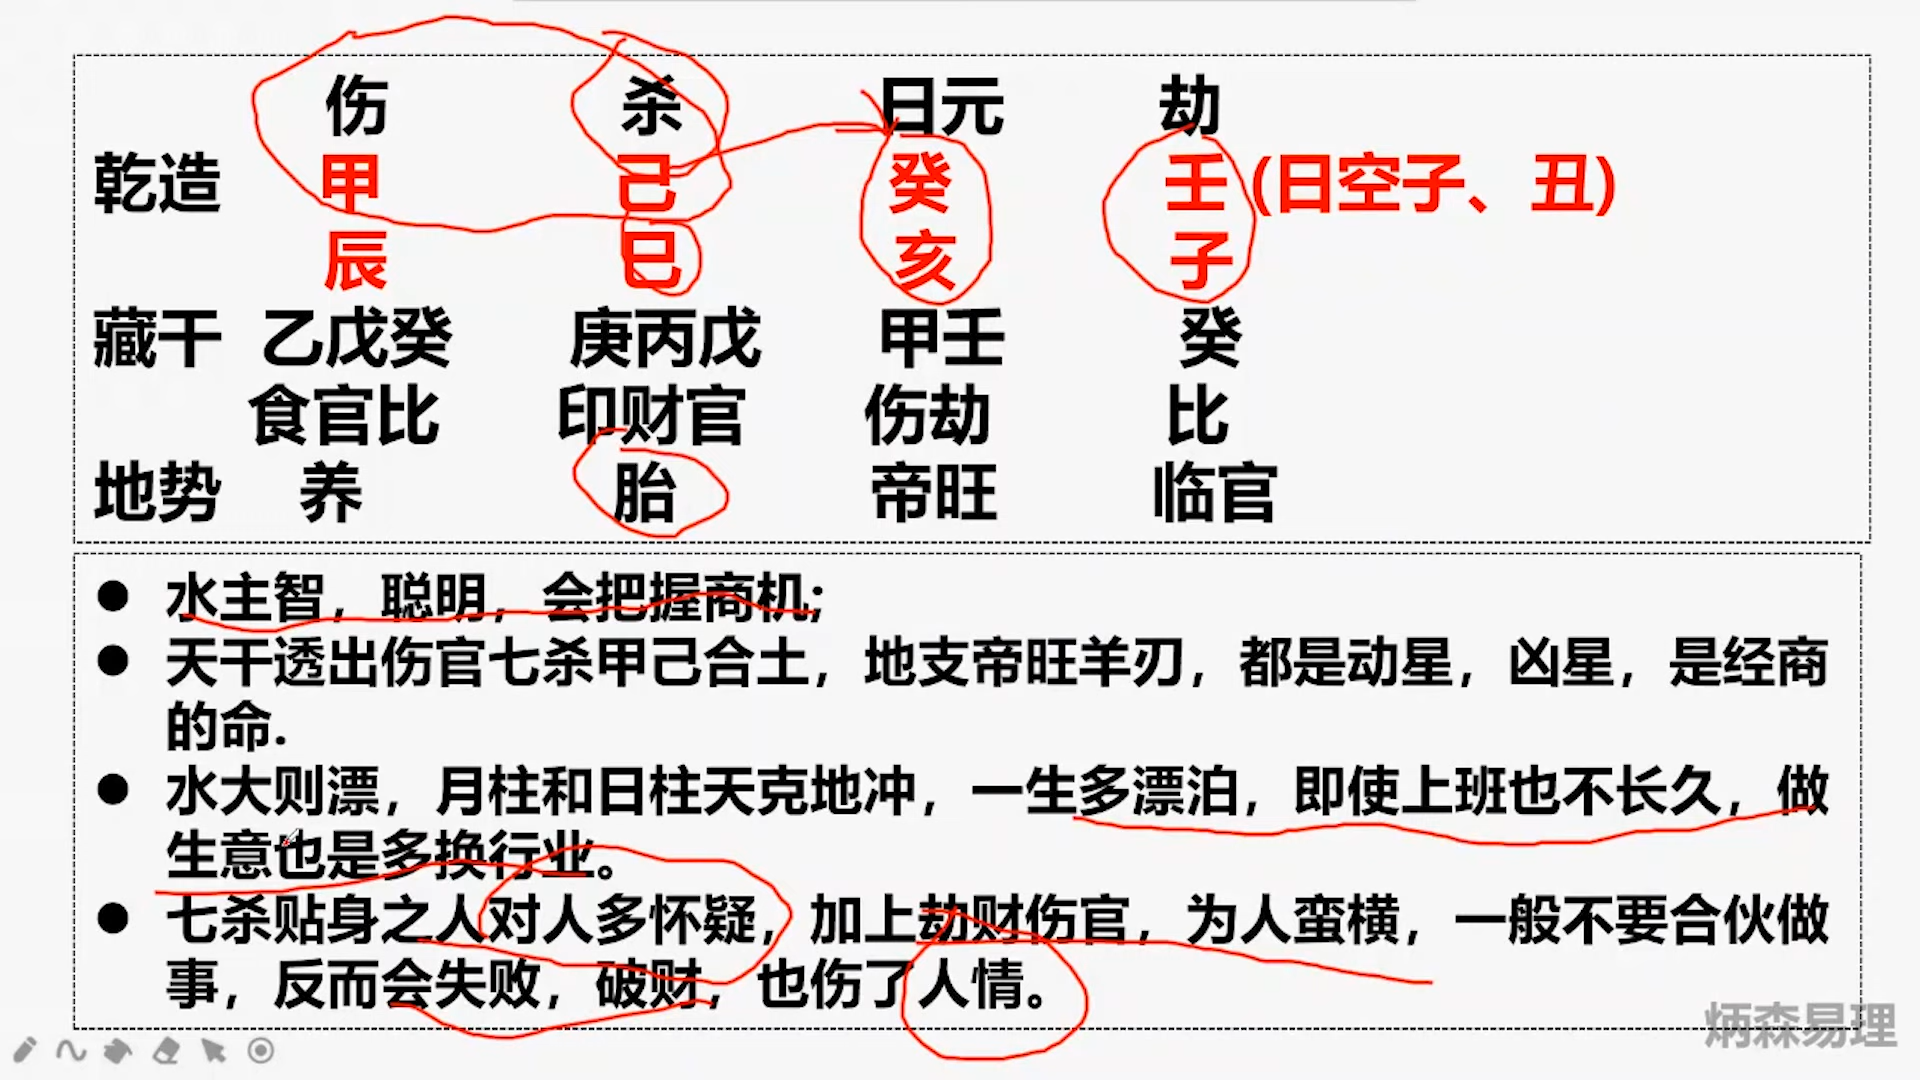 伤 杀 日元 劫
乾造 甲 己 癸 壬 (日空子、丑)
辰 巳 亥 子
藏干 乙戊癸 庚丙戊 甲壬 癸
食官比 印财官 伤劫 比
地势 养 胎 帝旺 临官
● 水主智，聪明，会把握商机；
● 天干透出伤官七杀甲己合土，地支帝旺羊刃，都是动星，凶星，是经商
的命.
● 水大则漂，月柱和日柱天克地冲，一生多漂泊，即使上班也不长久，做
生意也是多换行业。
● 七杀贴身之人对人多怀疑，加上劫财伤官，为人蛮横，一般不要合伙做
事，反而会失败，破财，也伤了人情。
炳森易理